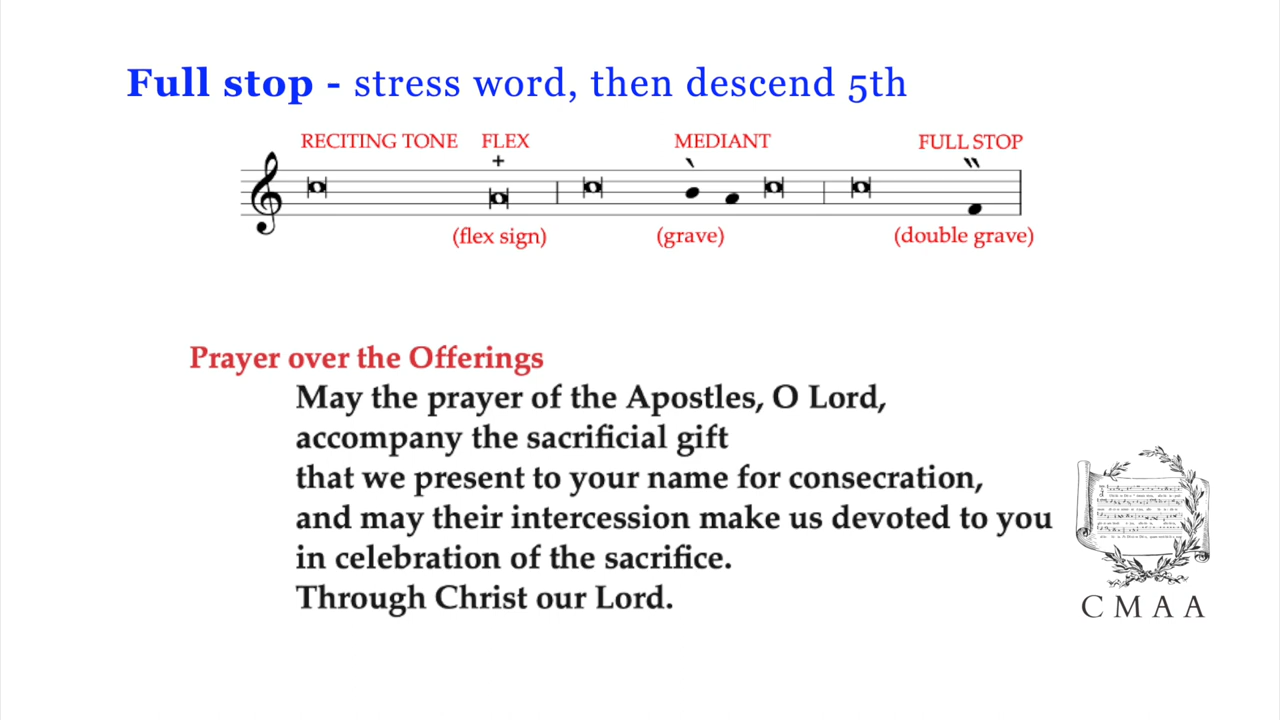 Full stop - stress word, then descend 5th
RECITING TONE FLEX MEDIANT FULL STOP
(flex sign) (grave) (double grave)
Prayer over the Offerings
May the prayer of the Apostles, O Lord,
accompany the sacrificial gift
that we present to your name for consecration,
and may their intercession make us devoted to you
in celebration of the sacrifice.
Through Christ our Lord.
CMAA